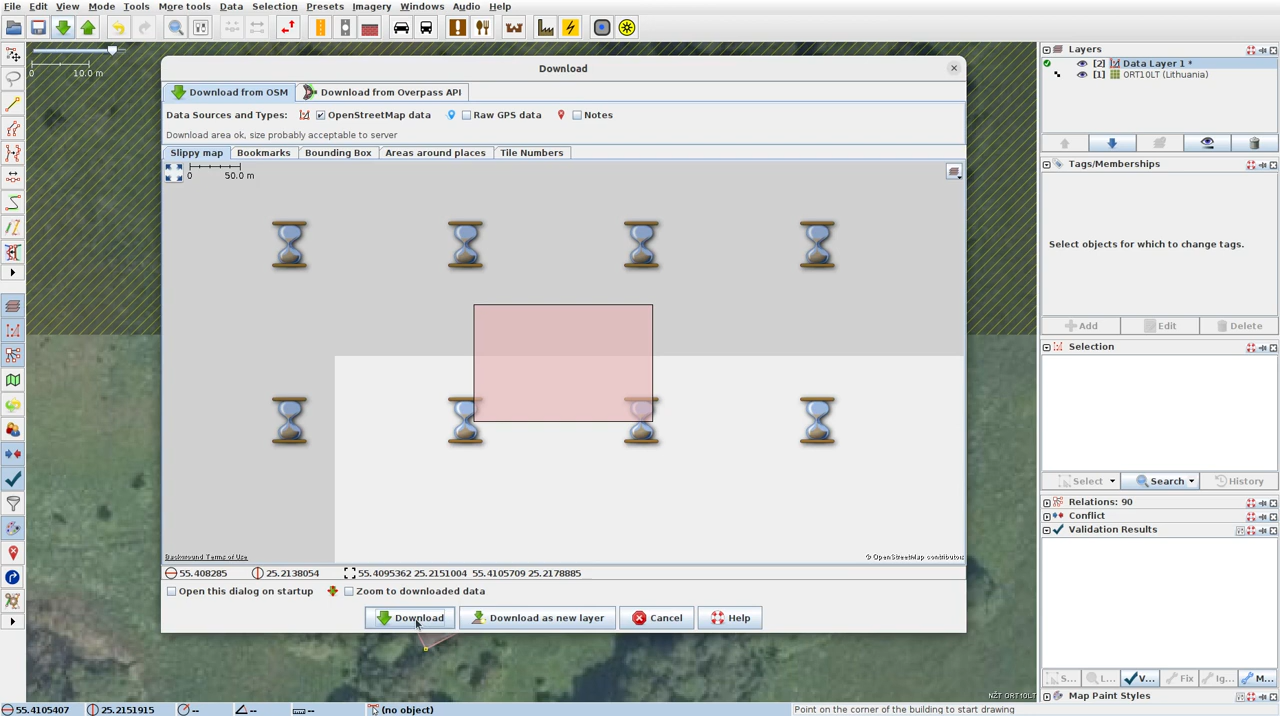 File Edit View Mode Tools More tools Data Selection Presets Imagery Windows Audio Help
0 10.0 m
Download
Download from OSM Download from Overpass API
Data Sources and Types: OpenStreetMap data Raw GPS data Notes
Download area ok, size probably acceptable to server
Slippy map Bookmarks Bounding Box Areas around places Tile Numbers
0 50.0 m
Background Terms of Use © OpenStreetMap contributors
55.408285 25.2138054 55.4095362 25.2151004 55.4105709 25.2178885
Open this dialog on startup Zoom to downloaded data
Download Download as new layer Cancel Help
Layers
[2] Data Layer 1 *
[1] ORT10LT (Lithuania)
Tags/Memberships
Select objects for which to change tags.
Add Edit Delete
Selection
Select Search History
Relations: 90
Conflict
Validation Results
S... L... V... Fix Ig... M...
Map Paint Styles
NŽT ORT10LT
55.4105407 25.2151915 -- -- -- (no object) Point on the corner of the building to start drawing